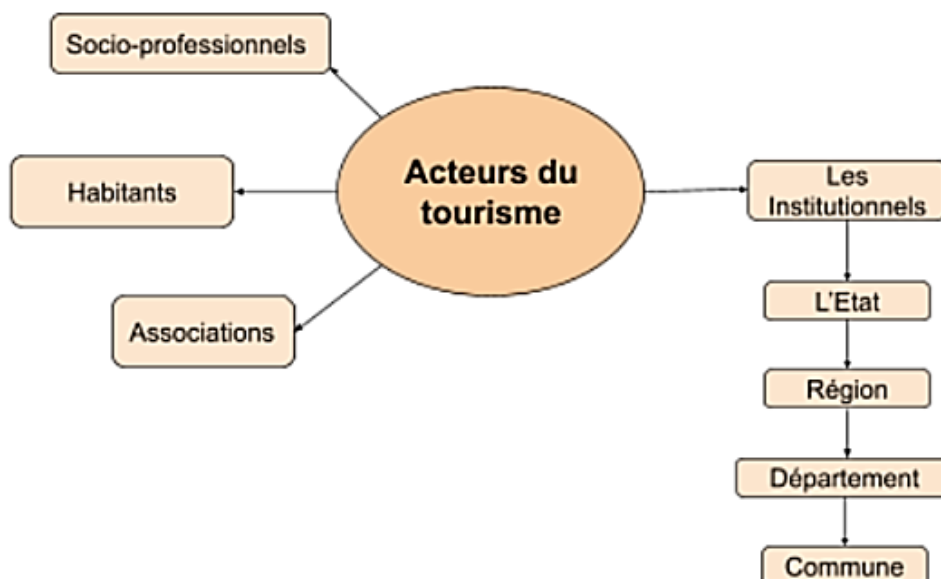 Socio-professionnels
Habitants
Associations
Acteurs du
tourisme
Les
Institutionnels
L'Etat
Région
Département
Commune